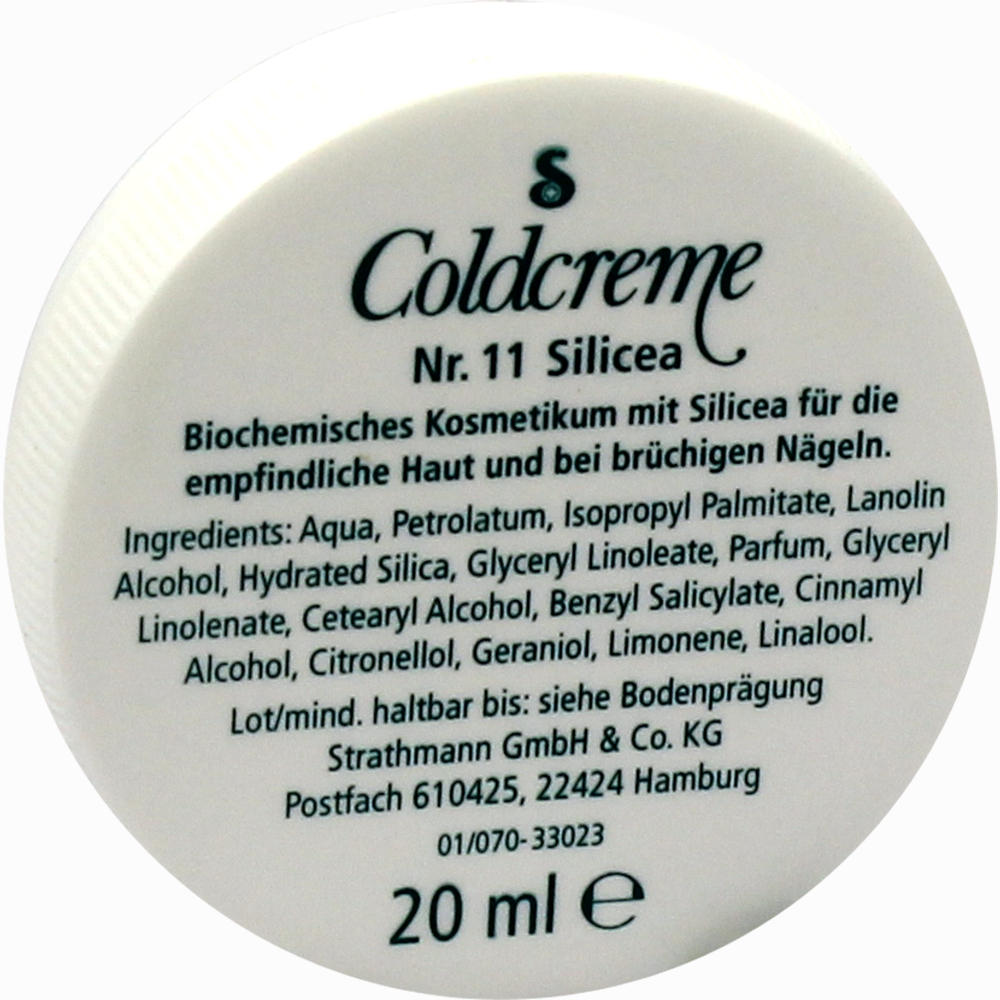 Coldcreme
Nr. 11 Silicea
Biochemisches Kosmetikum mit Silicea für die
empfindliche Haut und bei brüchigen Nägeln.
Ingredients: Aqua, Petrolatum, Isopropyl Palmitate, Lanolin
Alcohol, Hydrated Silica, Glyceryl Linoleate, Parfum, Glyceryl
Linolenate, Cetearyl Alcohol, Benzyl Salicylate, Cinnamyl
Alcohol, Citronellol, Geraniol, Limonene, Linalool.
Lot/mind. haltbar bis: siehe Bodenprägung
Strathmann GmbH & Co. KG
Postfach 610425, 22424 Hamburg
01/070-33023
20 ml ℮